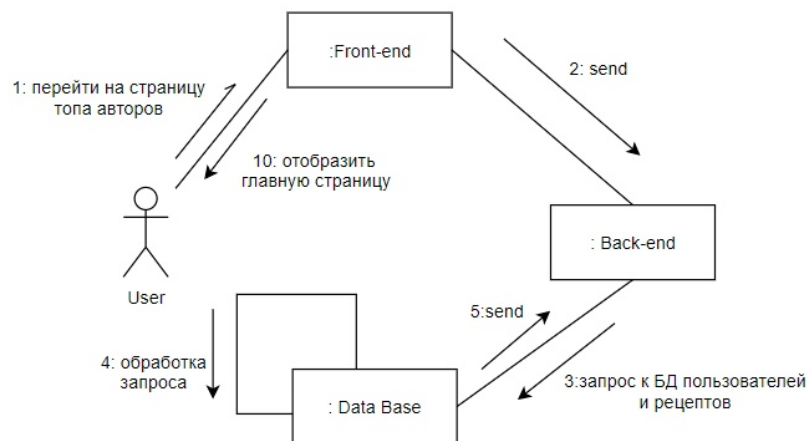 :Front-end
1: перейти на страницу
топа авторов
2: send
10: отобразить
главную страницу
: Back-end
User
5:send
4: обработка
запроса
3:запрос к БД пользователей
и рецептов
: Data Base